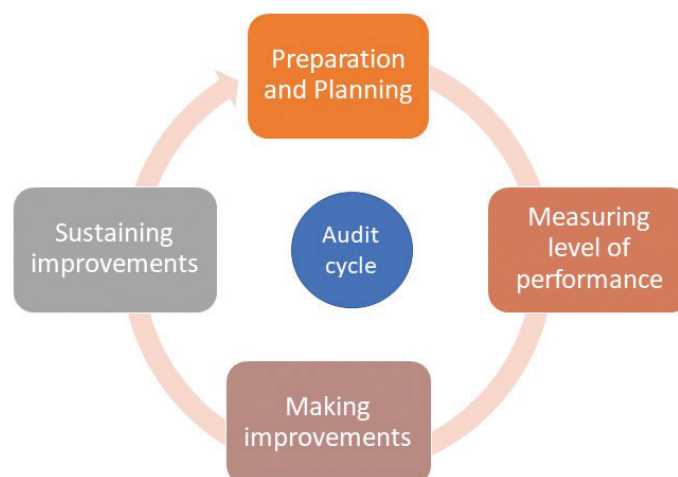 Preparation
and Planning
Measuring
level of
performance
Making
improvements
Sustaining
improvements
Audit
cycle